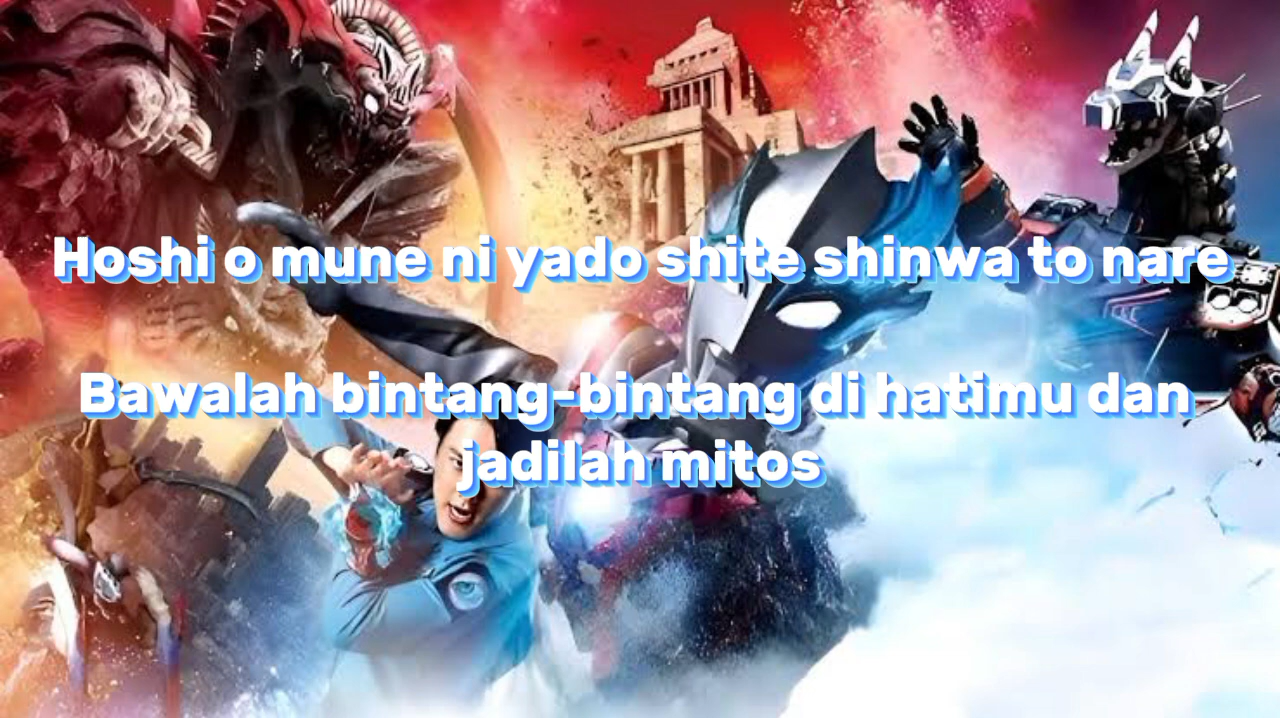 Hoshi o mune ni yado shite shinwa to nare
Bawalah bintang-bintang di hatimu dan
jadilah mitos